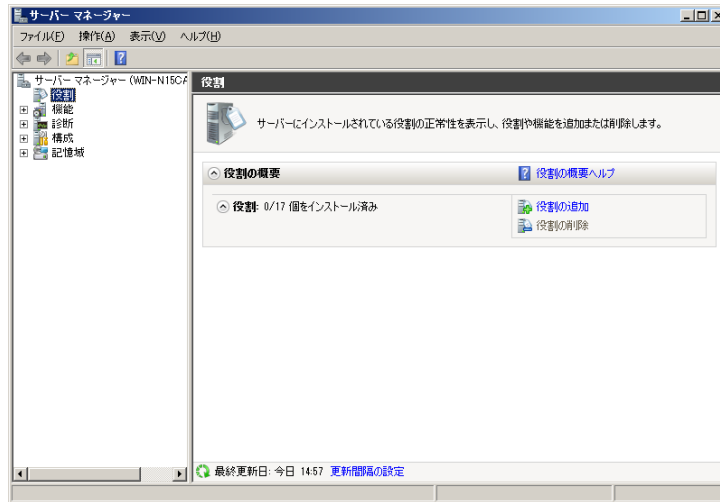 サーバー マネージャー
ファイル(F) 操作(A) 表示(V) ヘルプ(H)
サーバー マネージャー (WIN-N15CA
役割
機能
診断
構成
記憶域
役割
サーバーにインストールされている役割の正常性を表示し、役割や機能を追加または削除します。
役割の概要
役割の概要ヘルプ
役割: 0/17 個をインストール済み
役割の追加
役割の削除
最終更新日: 今日 14:57 更新間隔の設定